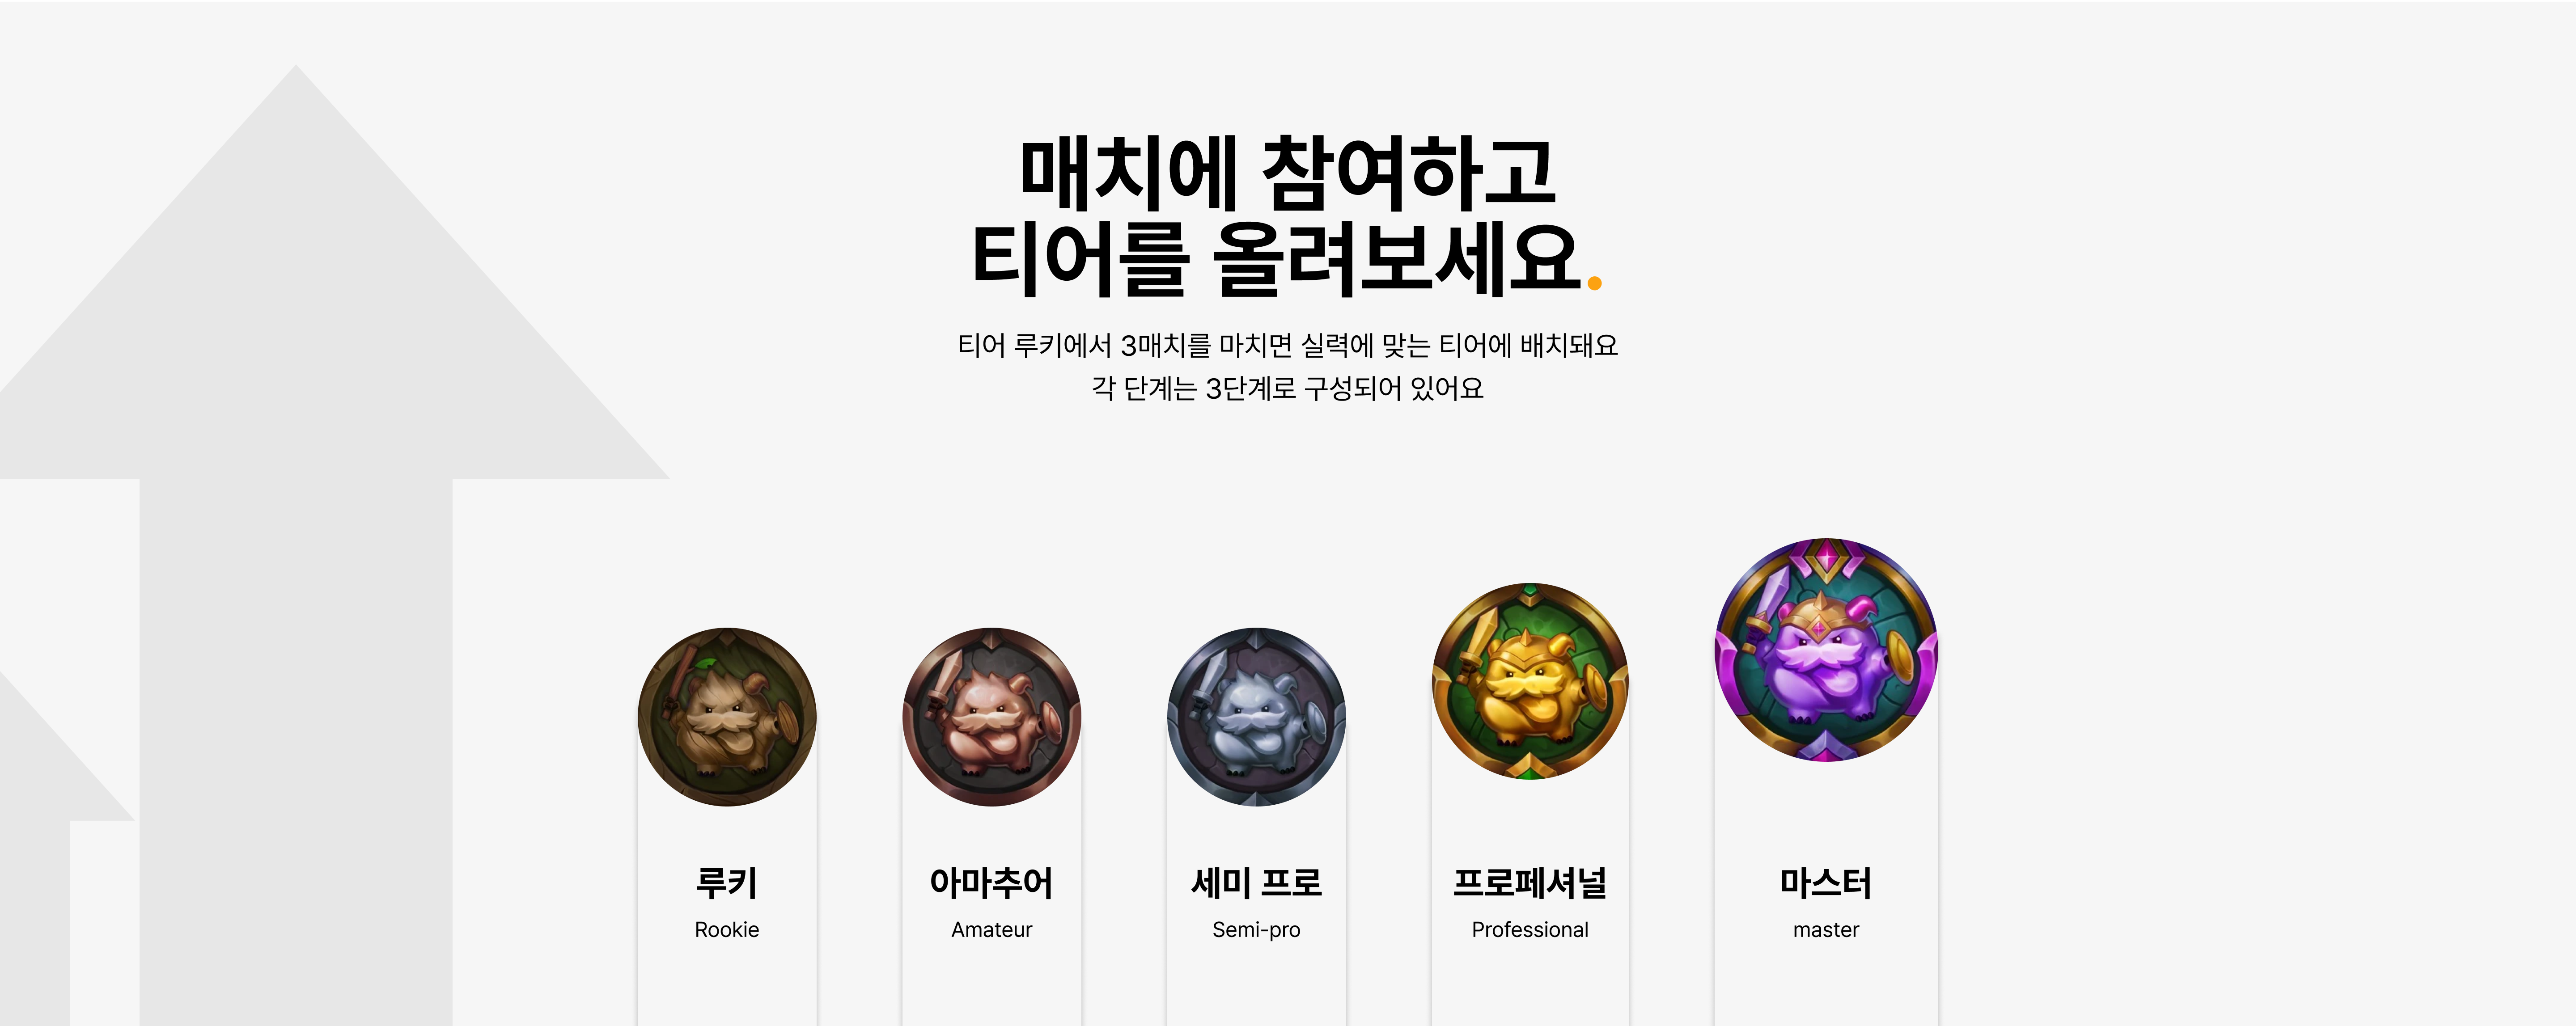 매치에 참여하고
티어를 올려보세요.
티어 루키에서 3매치를 마치면 실력에 맞는 티어에 배치돼요
각 단계는 3단계로 구성되어 있어요
루키
Rookie
아마추어
Amateur
세미 프로
Semi-pro
프로페셔널
Professional
마스터
master